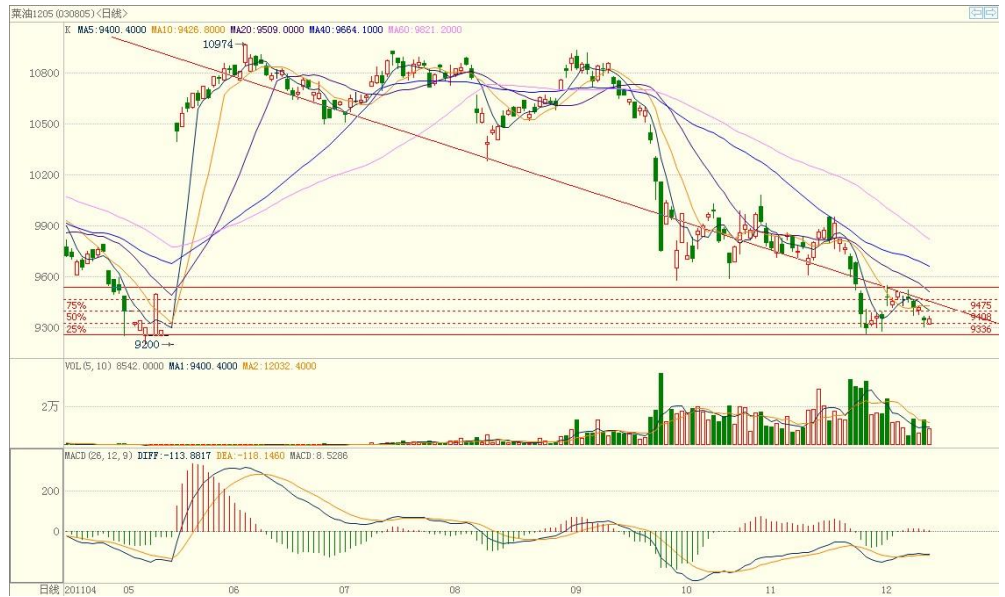 菜油1205(030805)<日线>
K MA5:9400.4000 MA10:9426.8000 MA20:9509.0000 MA40:9664.1000 MA60:9821.2000
10974→
10800
10500
10200
9900
9600
75%
9475
50%
9408
9300
25%
9336
9200→
VOL(5,10) 8542.0000 MA1:9400.4000 MA2:12032.4000
2万
MACD(26,12,9) DIFF:-113.8817 DEA:-118.1460 MACD:8.5286
200
0
日线 201104 05 06 07 08 09 10 11 12